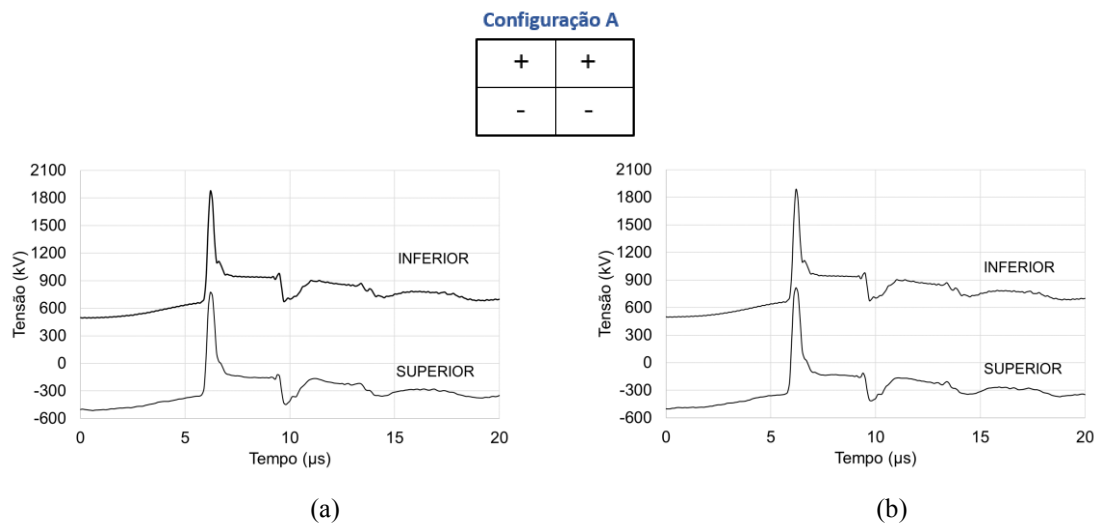 Configuração A
+ +
- -
2100
1800
1500
1200
900
600
300
0
-300
-600
Tensão (kV)
INFERIOR
SUPERIOR
0 5 10 15 20
Tempo (µs)
(a)
2100
1800
1500
1200
900
600
300
0
-300
-600
Tensão (kV)
INFERIOR
SUPERIOR
0 5 10 15 20
Tempo (µs)
(b)